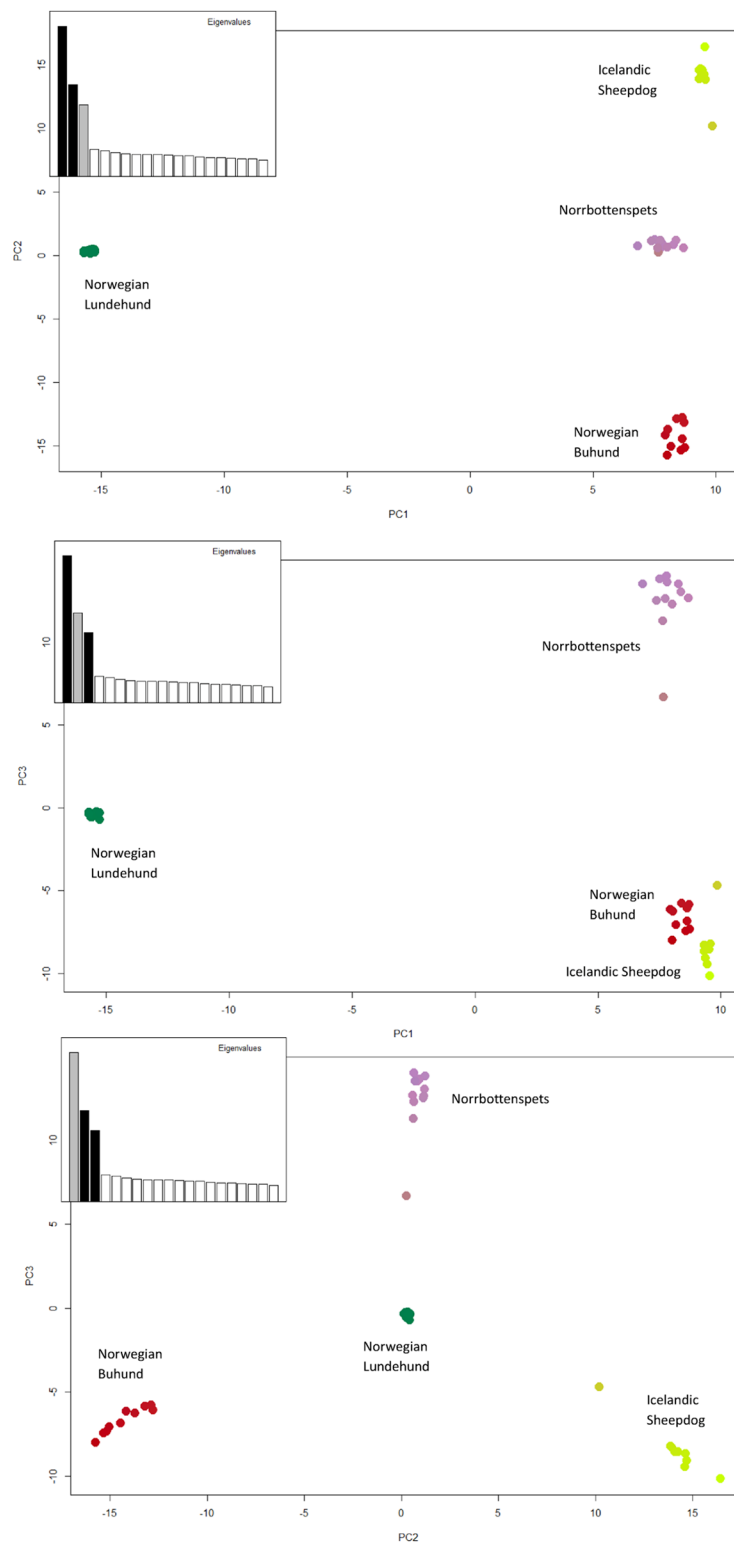 Eigenvalues
Icelandic
Sheepdog
Norrbottenspets
Norwegian
Lundehund
Norwegian
Buhund
15
10
5
0
-5
-10
-15
PC2
-15
-10
-5
0
5
10
PC1
Eigenvalues
Norrbottenspets
Norwegian
Lundehund
Norwegian
Buhund
Icelandic Sheepdog
10
5
0
-5
-10
PC3
-15
-10
-5
0
5
10
PC1
Eigenvalues
Norrbottenspets
Norwegian
Lundehund
Norwegian
Buhund
Icelandic
Sheepdog
10
5
0
-5
-10
PC3
-15
-10
-5
0
5
10
15
PC2